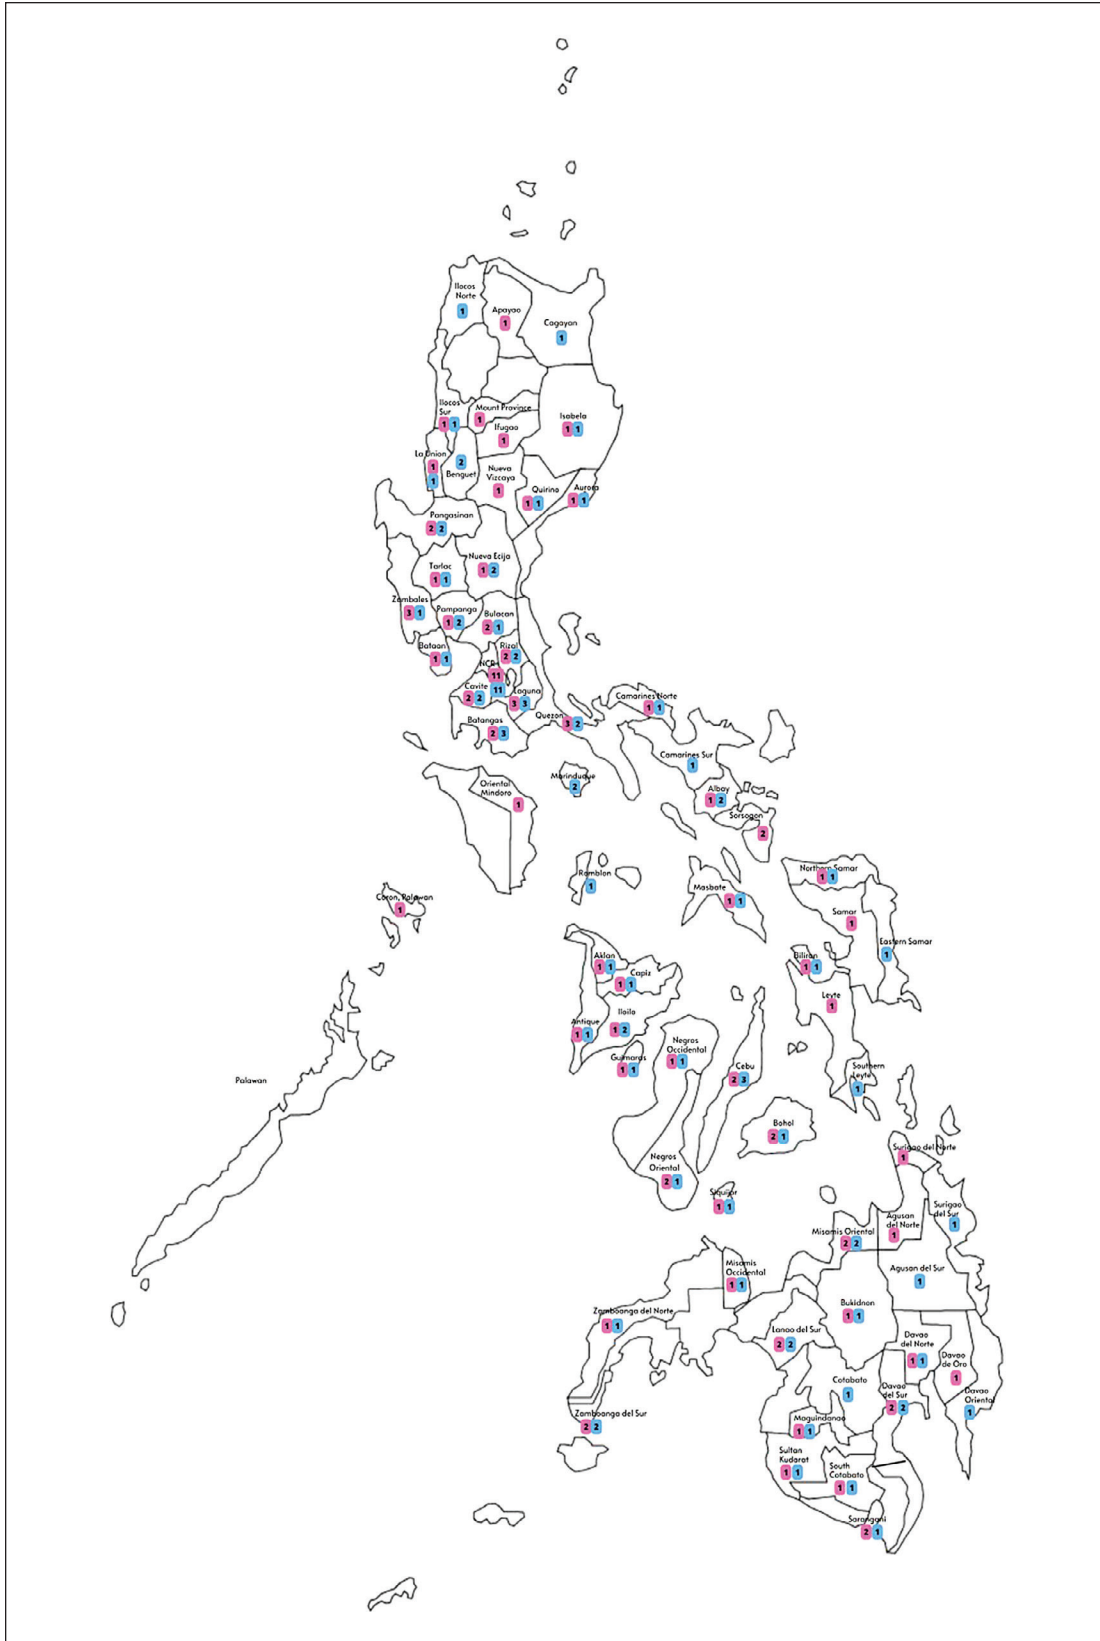 Ilocos
Norte
1
Apayao
1
Cagayan
1
Ilocos
Sur
1 1
Mount Province
1
Ifugao
1
Isabela
1 1
La Union
1
1
2
Benguet
Nueva
Vizcaya
1
Quirino
1 1
Aurora
1 1
Pangasinan
2 2
Tarlac
1 1
Nueva Ecija
1 2
Zambales
3 1
Pampanga
1 2
Bulacan
2 1
Bataan
1 1
Rizal
2 2
NCR
11
11
Cavite
2 2
Laguna
3 3
Batangas
2 3
Quezon
3 2
Camarines Norte
1 1
Camarines Sur
1
Marinduque
2
Oriental
Mindoro
1
Albay
1 2
Sorsogon
2
Romblon
1
Masbate
1 1
Northern Samar
1 1
Samar
1
Eastern Samar
1
Coron, Palawan
1
Biliran
1 1
Leyte
1
Aklan
1 1
Capiz
1 1
Iloilo
1 2
Antique
1 1
Guimaras
1 1
Negros
Occidental
1 1
Cebu
2 3
Southern
Leyte
1
Palawan
Bohol
2 1
Negros
Oriental
2 1
Siquijor
1 1
Surigao del Norte
1
Surigao
del Sur
1
Agusan
del Norte
1
Misamis Oriental
2 2
Agusan del Sur
1
Misamis
Occidental
1 1
Zamboanga del Norte
1 1
Bukidnon
1 1
Lanao del Sur
2 2
Davao
del Norte
1 1
Davao
de Oro
1
Cotabato
1
Davao
del Sur
2 2
Davao
Oriental
1
Zamboanga del Sur
2 2
Maguindanao
1 1
Sultan
Kudarat
1 1
South
Cotabato
1 1
Sarangani
2 1